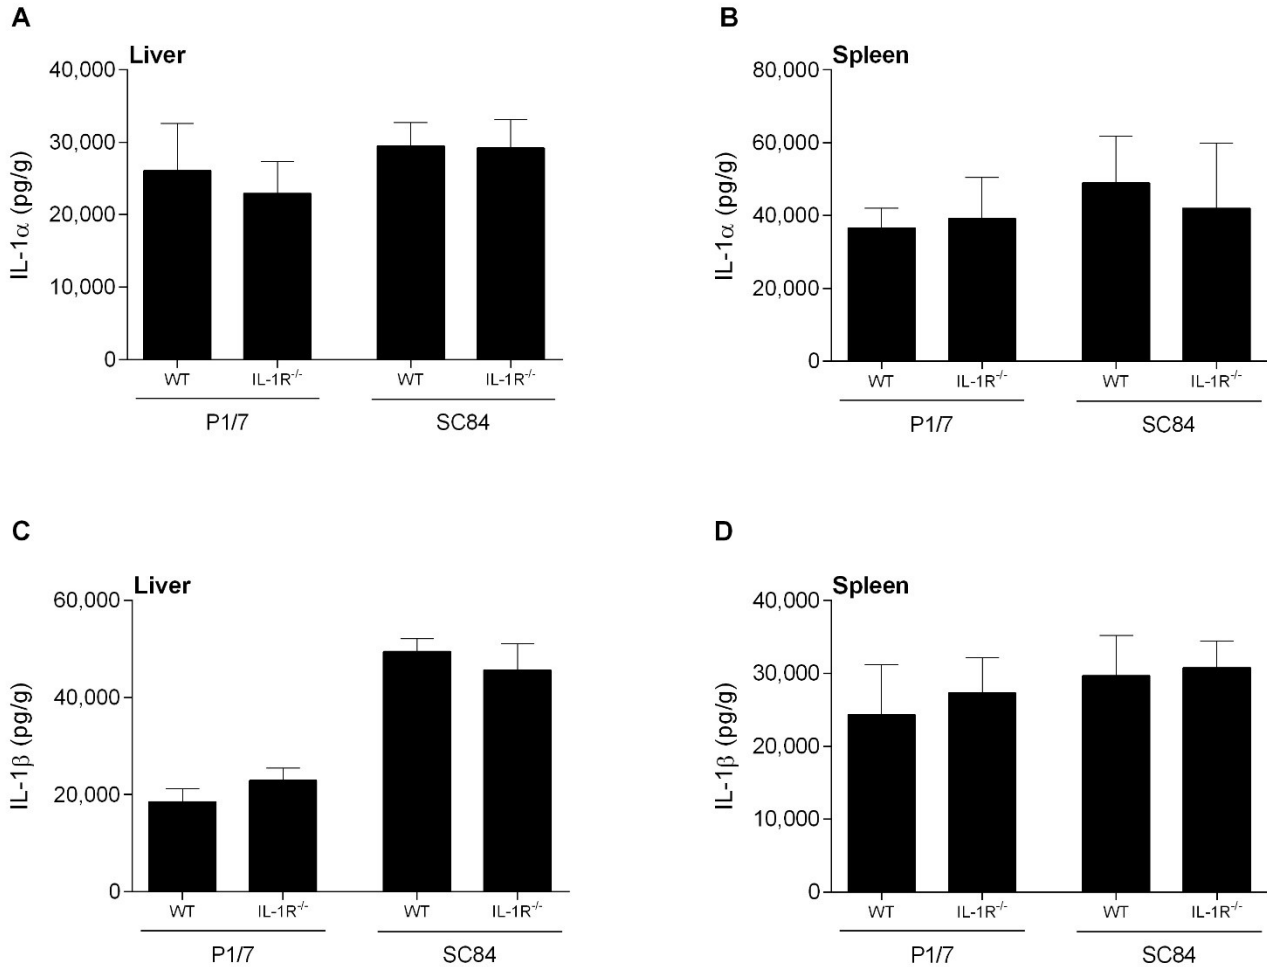 A
Liver
IL-1α (pg/g)
40,000
30,000
20,000
10,000
0
WT IL-1R-/- WT IL-1R-/-
P1/7 SC84
B
Spleen
IL-1α (pg/g)
80,000
60,000
40,000
20,000
0
WT IL-1R-/- WT IL-1R-/-
P1/7 SC84
C
Liver
IL-1β (pg/g)
60,000
40,000
20,000
0
WT IL-1R-/- WT IL-1R-/-
P1/7 SC84
D
Spleen
IL-1β (pg/g)
40,000
30,000
20,000
10,000
0
WT IL-1R-/- WT IL-1R-/-
P1/7 SC84